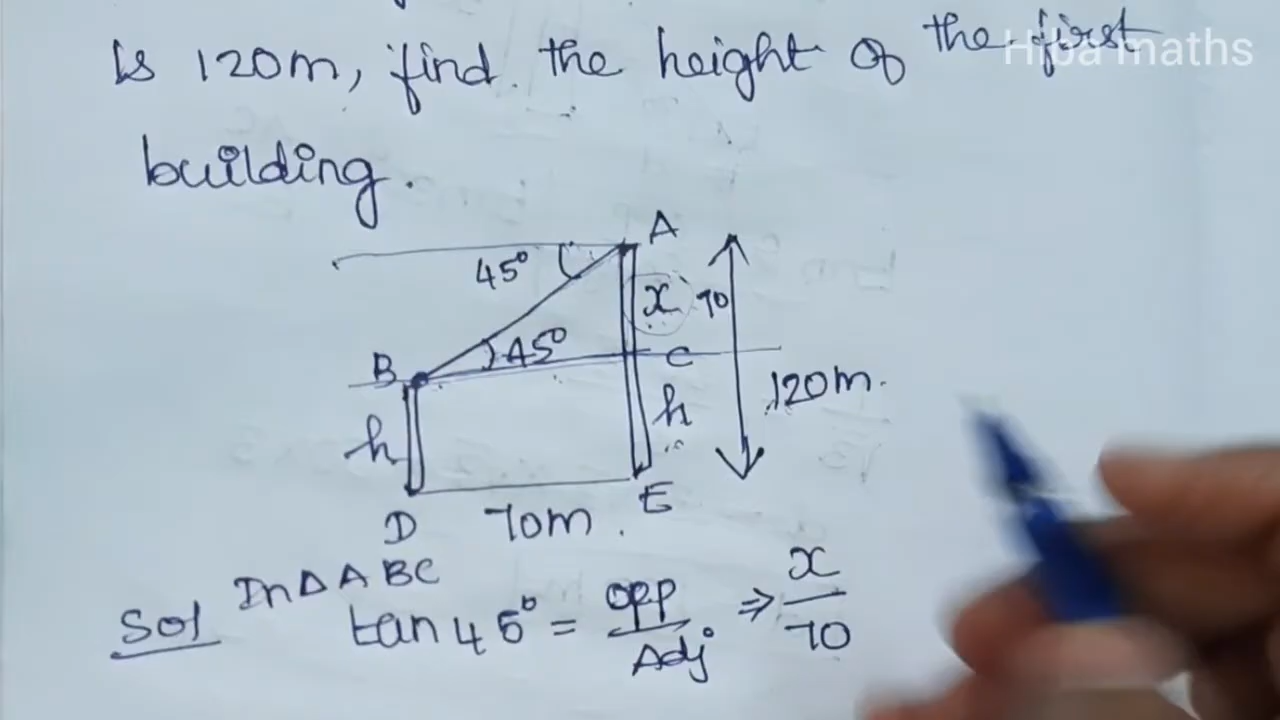 is 120m, find the height of the first
Hiba maths
building.
A
45°
x 70
45°
B
C
120m.
h
h
D 70m. E
In Δ ABC
Sol tan 45° = opp/Adj ⇒ x/70